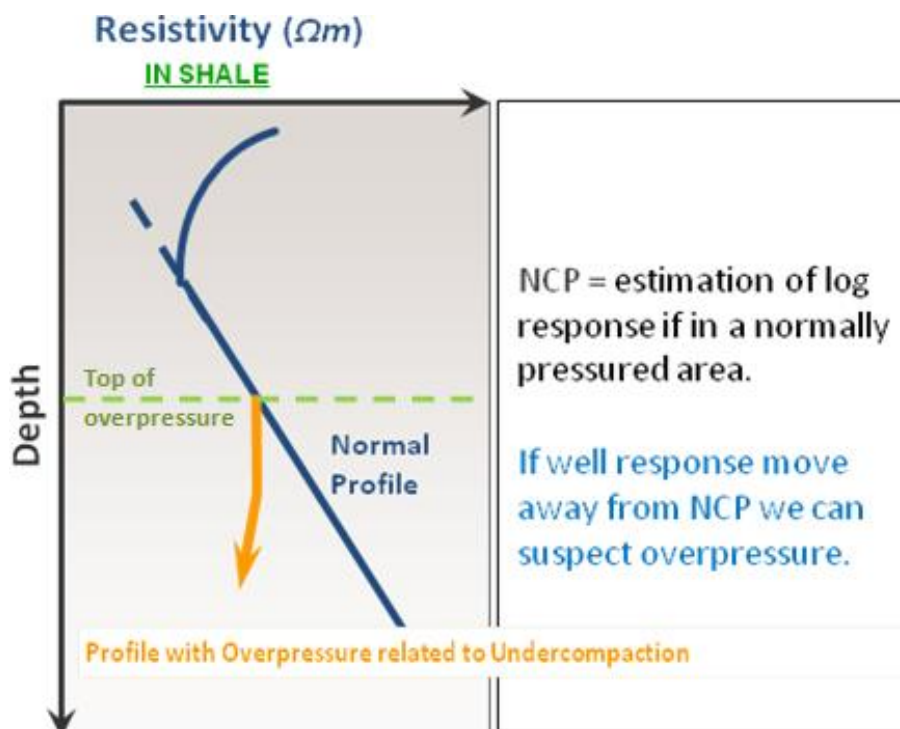 Resistivity (Ωm)
IN SHALE
Depth
Top of
overpressure
Normal
Profile
NCP = estimation of log
response if in a normally
pressured area.
If well response move
away from NCP we can
suspect overpressure.
Profile with Overpressure related to Undercompaction